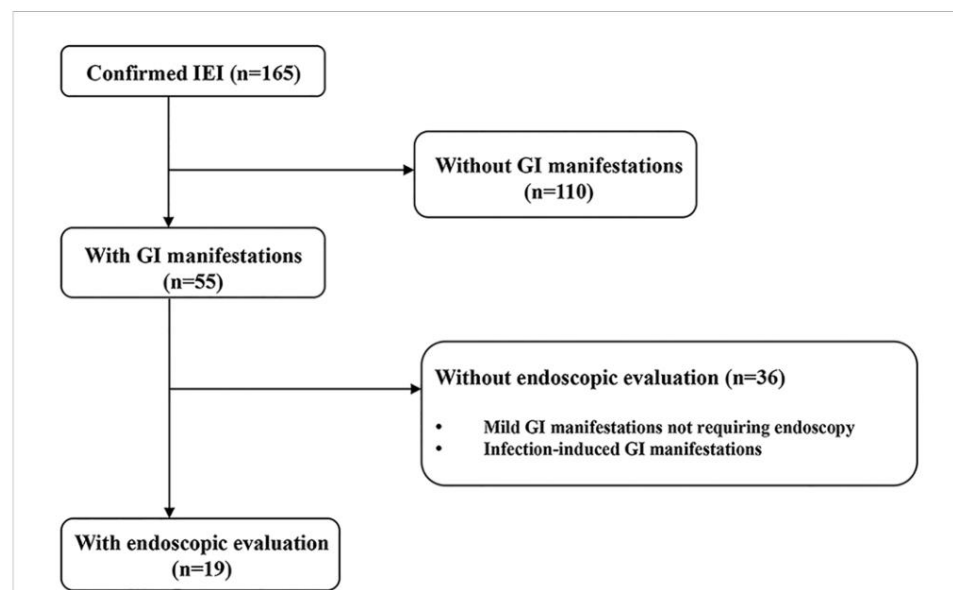 Confirmed IEI (n=165)
Without GI manifestations
(n=110)
With GI manifestations
(n=55)
Without endoscopic evaluation (n=36)
• Mild GI manifestations not requiring endoscopy
• Infection-induced GI manifestations
With endoscopic evaluation
(n=19)